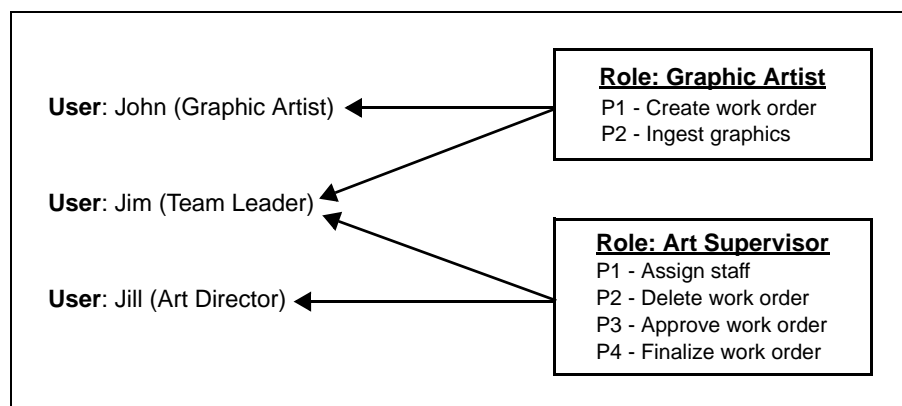 User: John (Graphic Artist)
User: Jim (Team Leader)
User: Jill (Art Director)
Role: Graphic Artist
P1 - Create work order
P2 - Ingest graphics
Role: Art Supervisor
P1 - Assign staff
P2 - Delete work order
P3 - Approve work order
P4 - Finalize work order